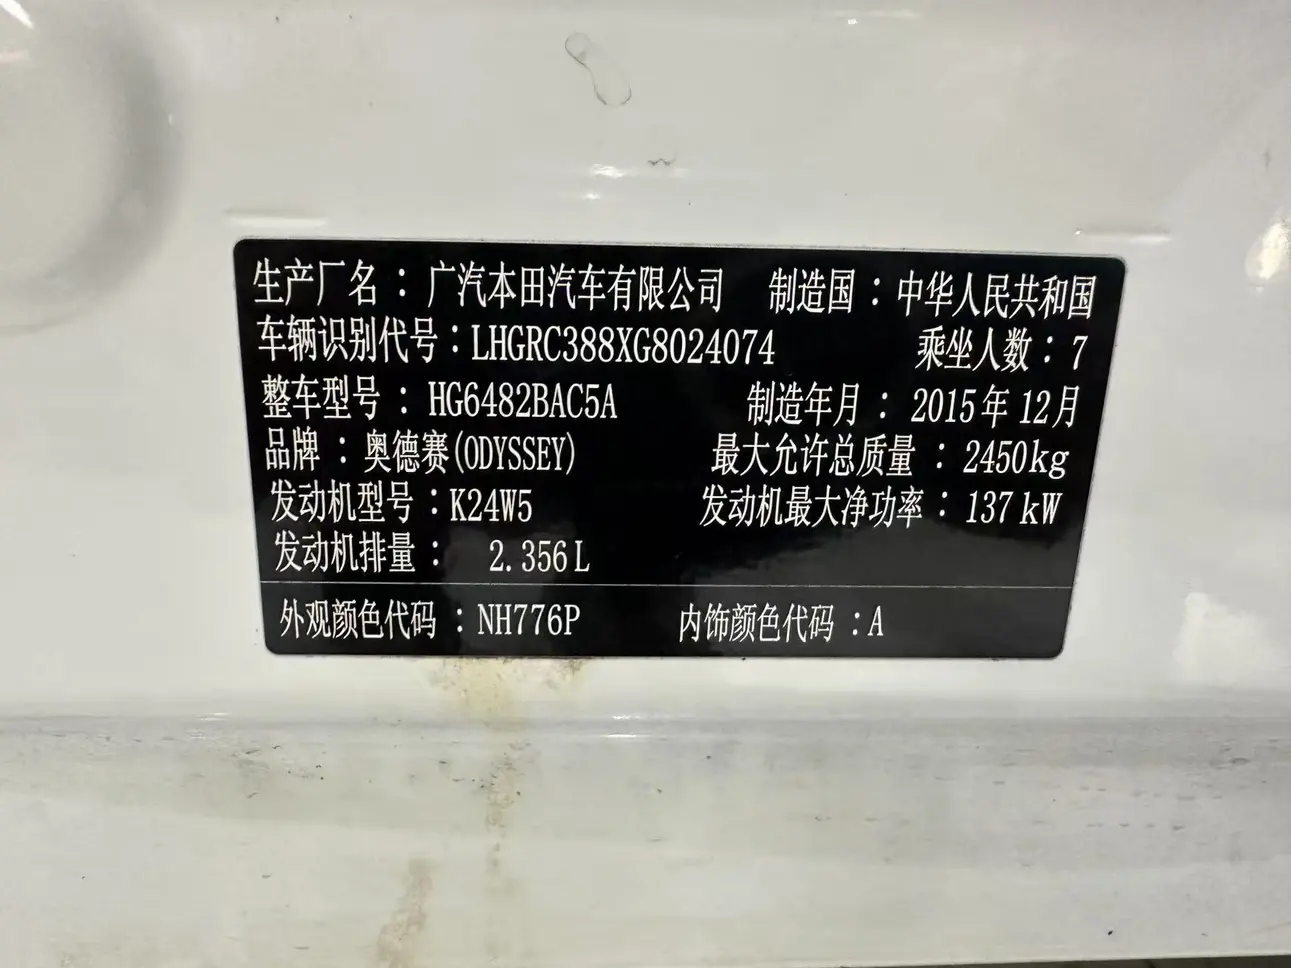 生产厂名：广汽本田汽车有限公司 制造国：中华人民共和国
车辆识别代号：LHGRC388XG8024074 乘坐人数：7
整车型号：HG6482BAC5A 制造年月：2015年12月
品牌：奥德赛(ODYSSEY) 最大允许总质量：2450kg
发动机型号：K24W5 发动机最大净功率：137kW
发动机排量： 2.356L
外观颜色代码：NH776P 内饰颜色代码：A